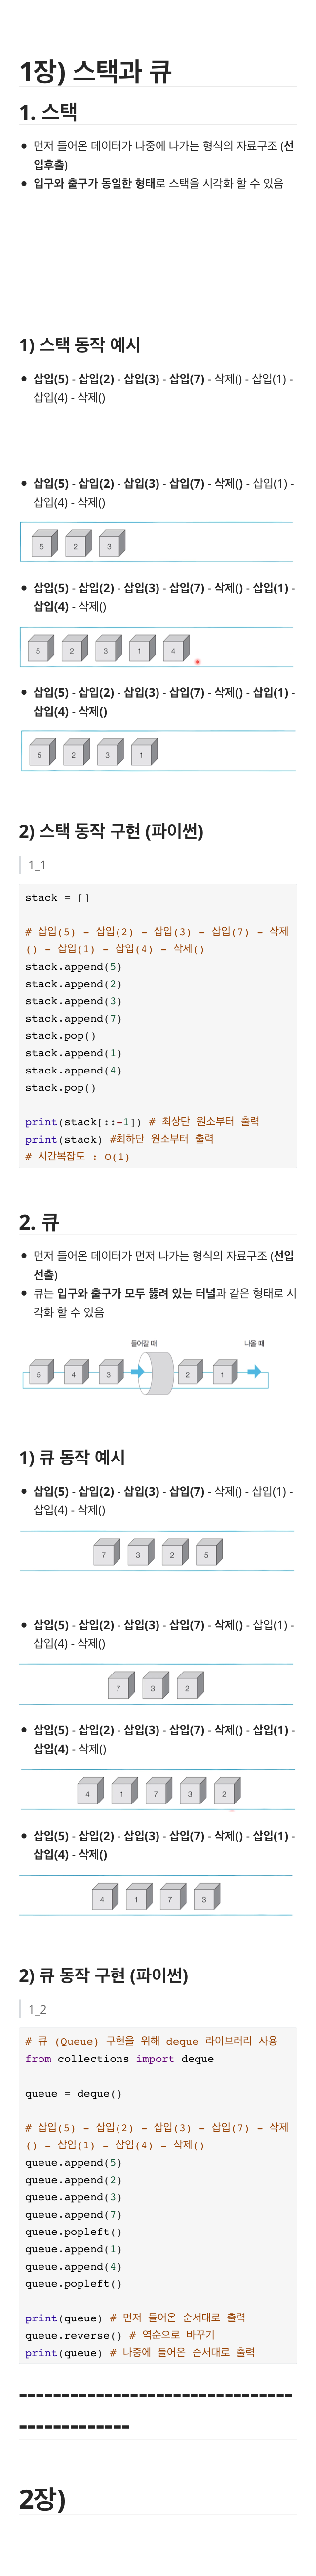 1장) 스택과 큐
1. 스택
● 먼저 들어온 데이터가 나중에 나가는 형식의 자료구조 (선
입후출)
● 입구와 출구가 동일한 형태로 스택을 시각화 할 수 있음
1) 스택 동작 예시
● 삽입(5) - 삽입(2) - 삽입(3) - 삽입(7) - 삭제() - 삽입(1) -
삽입(4) - 삭제()
● 삽입(5) - 삽입(2) - 삽입(3) - 삽입(7) - 삭제() - 삽입(1) -
삽입(4) - 삭제()
5 2 3
● 삽입(5) - 삽입(2) - 삽입(3) - 삽입(7) - 삭제() - 삽입(1) -
삽입(4) - 삭제()
5 2 3 1 4
● 삽입(5) - 삽입(2) - 삽입(3) - 삽입(7) - 삭제() - 삽입(1) -
삽입(4) - 삭제()
5 2 3 1
2) 스택 동작 구현 (파이썬)
1_1
stack = []
# 삽입(5) - 삽입(2) - 삽입(3) - 삽입(7) - 삭제
() - 삽입(1) - 삽입(4) - 삭제()
stack.append(5)
stack.append(2)
stack.append(3)
stack.append(7)
stack.pop()
stack.append(1)
stack.append(4)
stack.pop()
print(stack[::-1]) # 최상단 원소부터 출력
print(stack) #최하단 원소부터 출력
# 시간복잡도 : O(1)
2. 큐
● 먼저 들어온 데이터가 먼저 나가는 형식의 자료구조 (선입
선출)
● 큐는 입구와 출구가 모두 뚫려 있는 터널과 같은 형태로 시
각화 할 수 있음
들어갈 때 나올 때
5 4 3 2 1
1) 큐 동작 예시
● 삽입(5) - 삽입(2) - 삽입(3) - 삽입(7) - 삭제() - 삽입(1) -
삽입(4) - 삭제()
7 3 2 5
● 삽입(5) - 삽입(2) - 삽입(3) - 삽입(7) - 삭제() - 삽입(1) -
삽입(4) - 삭제()
7 3 2
● 삽입(5) - 삽입(2) - 삽입(3) - 삽입(7) - 삭제() - 삽입(1) -
삽입(4) - 삭제()
4 1 7 3 2
● 삽입(5) - 삽입(2) - 삽입(3) - 삽입(7) - 삭제() - 삽입(1) -
삽입(4) - 삭제()
4 1 7 3
2) 큐 동작 구현 (파이썬)
1_2
# 큐 (Queue) 구현을 위해 deque 라이브러리 사용
from collections import deque
queue = deque()
# 삽입(5) - 삽입(2) - 삽입(3) - 삽입(7) - 삭제
() - 삽입(1) - 삽입(4) - 삭제()
queue.append(5)
queue.append(2)
queue.append(3)
queue.append(7)
queue.popleft()
queue.append(1)
queue.append(4)
queue.popleft()
print(queue) # 먼저 들어온 순서대로 출력
queue.reverse() # 역순으로 바꾸기
print(queue) # 나중에 들어온 순서대로 출력
--------------------------------
-------------
2장)